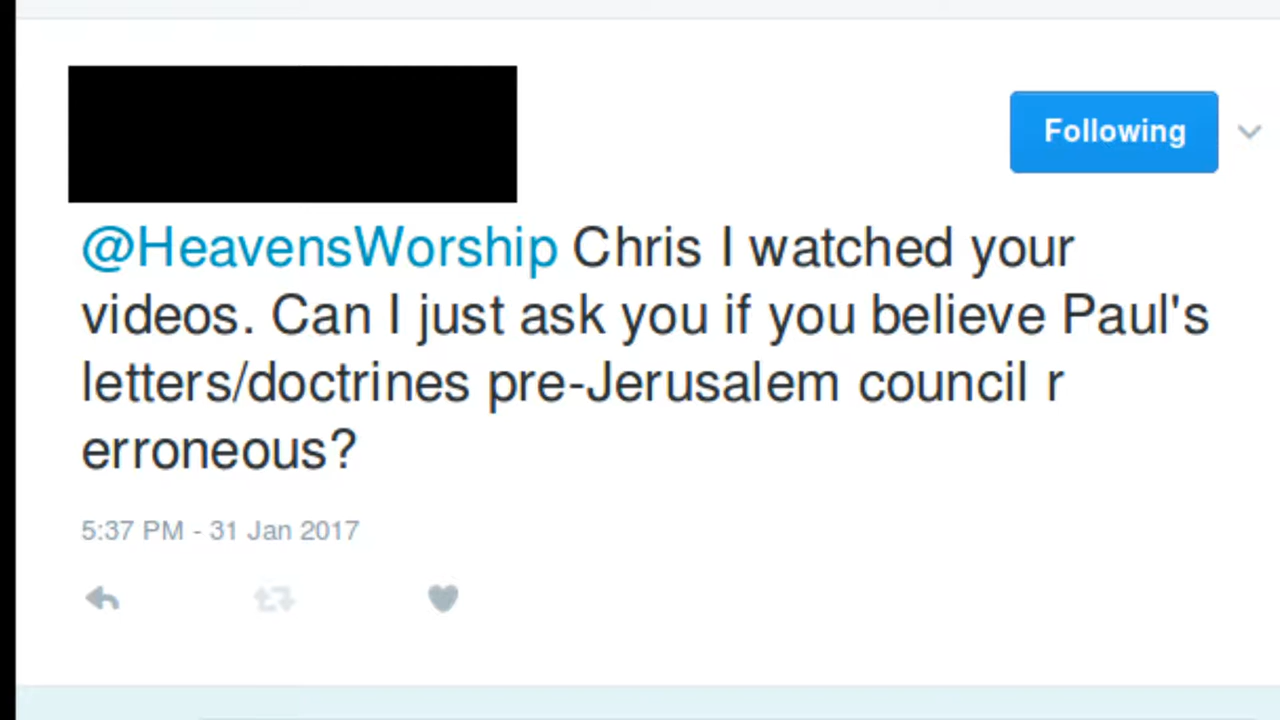 Following
@HeavensWorship Chris I watched your
videos. Can I just ask you if you believe Paul's
letters/doctrines pre-Jerusalem council r
erroneous?
5:37 PM - 31 Jan 2017